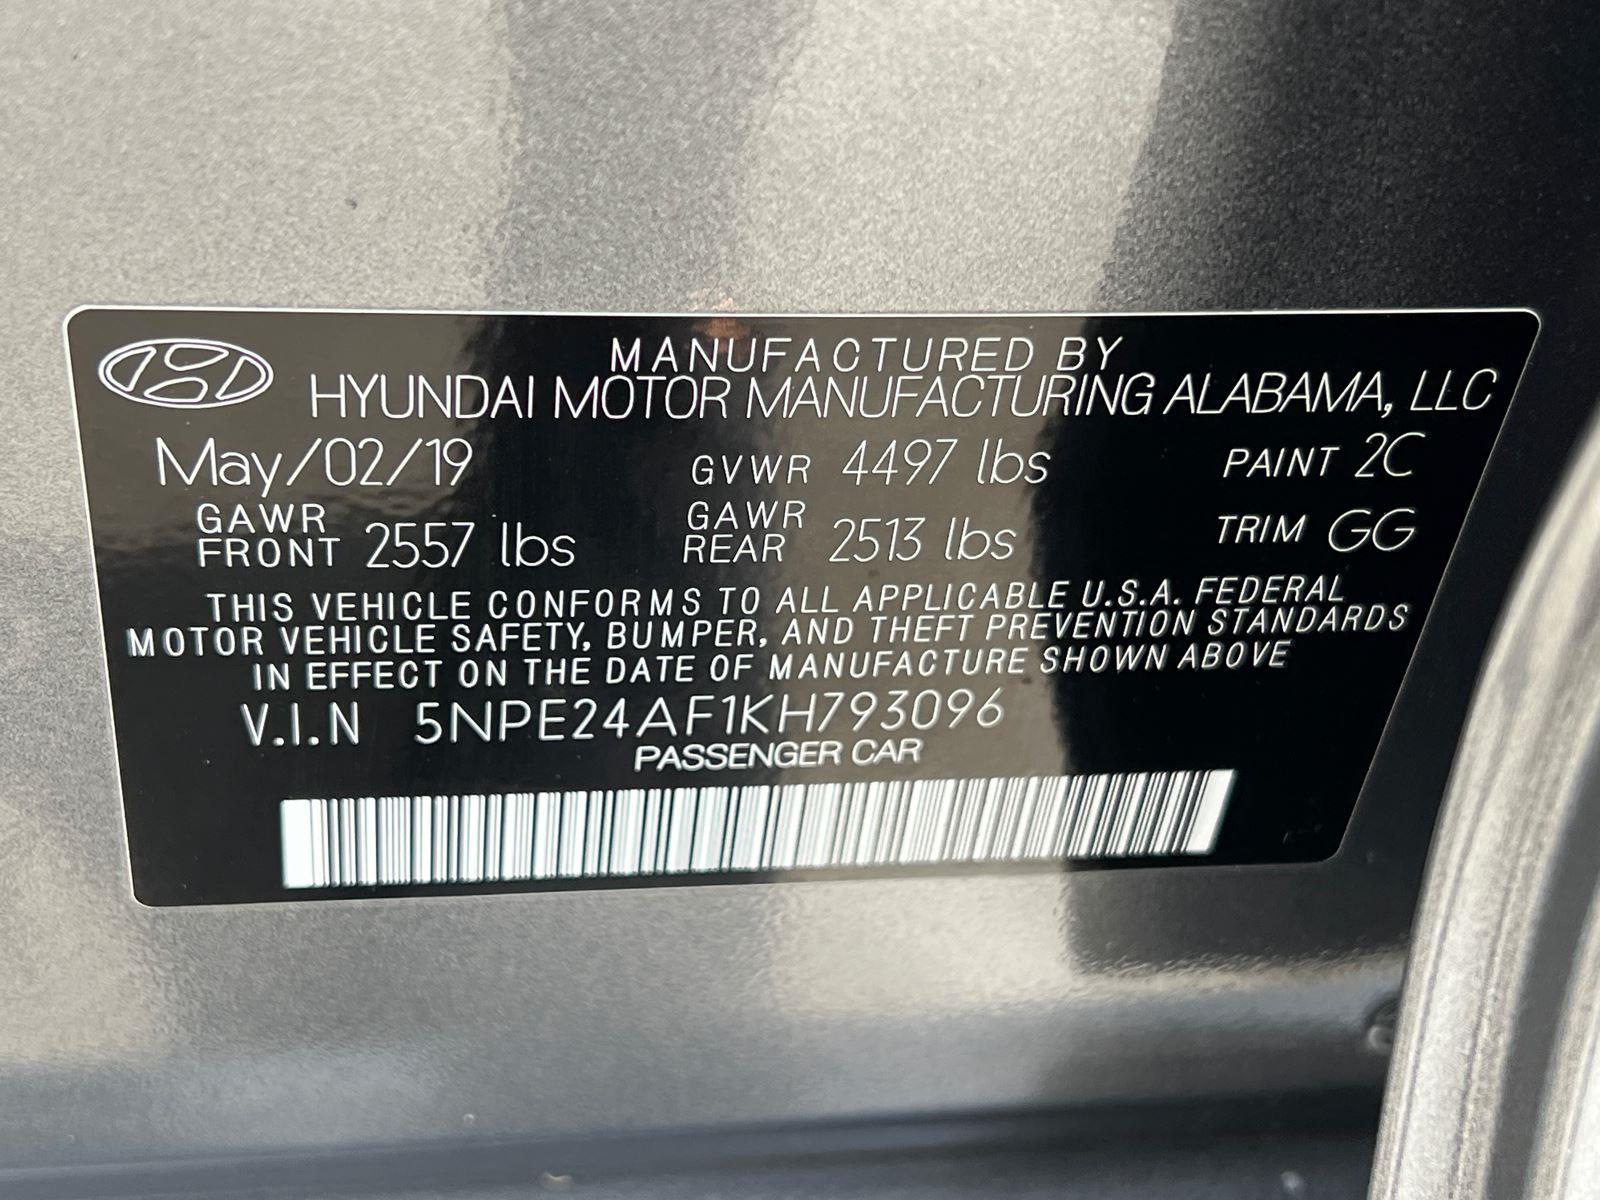 MANUFACTURED BY
HYUNDAI MOTOR MANUFACTURING ALABAMA, LLC
May/02/19 GVWR 4497 lbs PAINT 2C
GAWR FRONT 2557 lbs GAWR REAR 2513 lbs TRIM GG
THIS VEHICLE CONFORMS TO ALL APPLICABLE U.S.A. FEDERAL
MOTOR VEHICLE SAFETY, BUMPER, AND THEFT PREVENTION STANDARDS
IN EFFECT ON THE DATE OF MANUFACTURE SHOWN ABOVE
V.I.N 5NPE24AF1KH793096
PASSENGER CAR